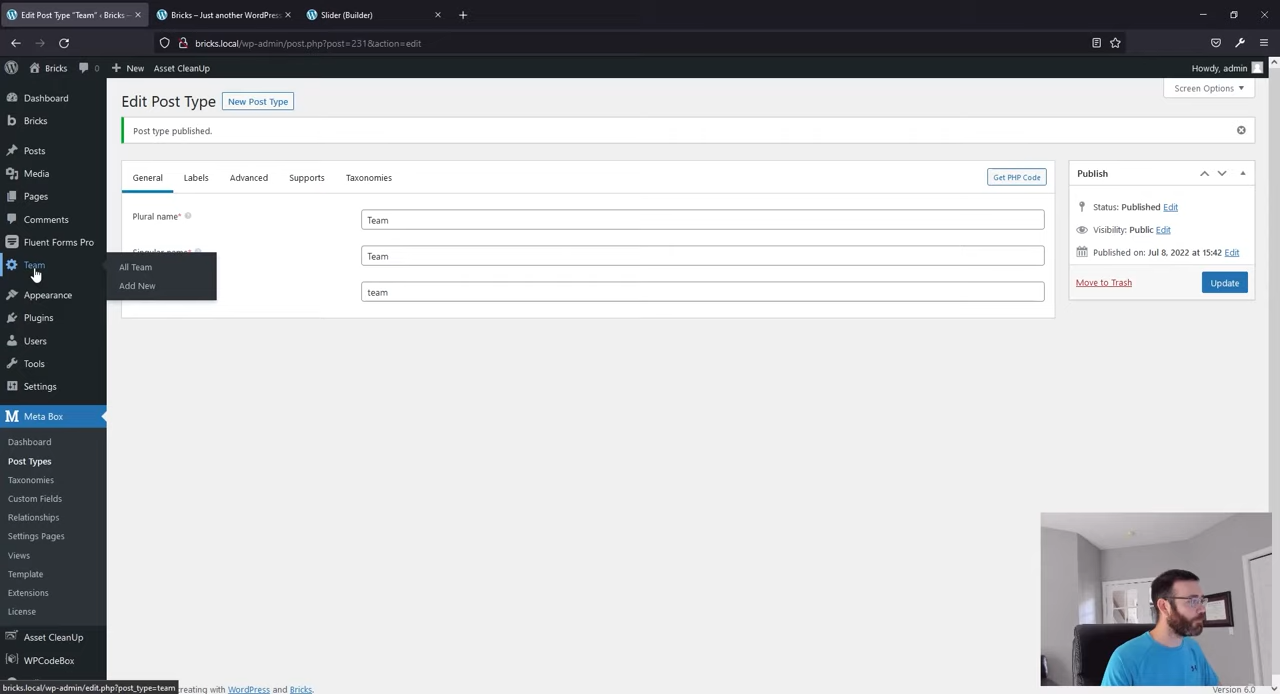 Edit Post Type "Team" ‹ Bricks –
Bricks – Just another WordPress
Slider (Builder)
bricks.local/wp-admin/post.php?post=231&action=edit
Bricks
0
New
Asset CleanUp
Howdy, admin
Dashboard
Bricks
Posts
Media
Pages
Comments
Fluent Forms Pro
Team
All Team
Add New
Appearance
Plugins
Users
Tools
Settings
Meta Box
Dashboard
Post Types
Taxonomies
Custom Fields
Relationships
Settings Pages
Views
Template
Extensions
License
Asset CleanUp
WPCodeBox
Edit Post Type
New Post Type
Screen Options
Post type published.
General
Labels
Advanced
Supports
Taxonomies
Get PHP Code
Plural name*
Team
Singular name*
Team
team
Publish
Status: Published Edit
Visibility: Public Edit
Published on: Jul 8, 2022 at 15:42 Edit
Move to Trash
Update
bricks.local/wp-admin/edit.php?post_type=team
creating with WordPress and Bricks.
Version 6.0